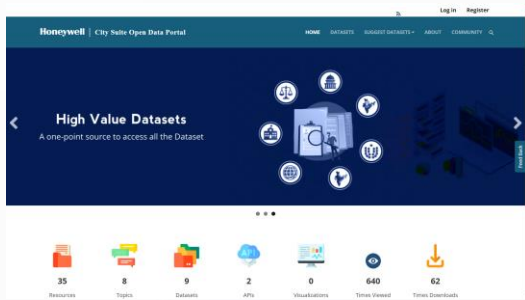 Log in Register
Honeywell | City Suite Open Data Portal
HOME DATASETS SUGGEST DATASETS ABOUT COMMUNITY
High Value Datasets
A one-point source to access all the Dataset
Feed Back
API
35 8 9 2 0 640 62
Resources Topics Datasets APIs Visualizations Times Viewed Times Downloads